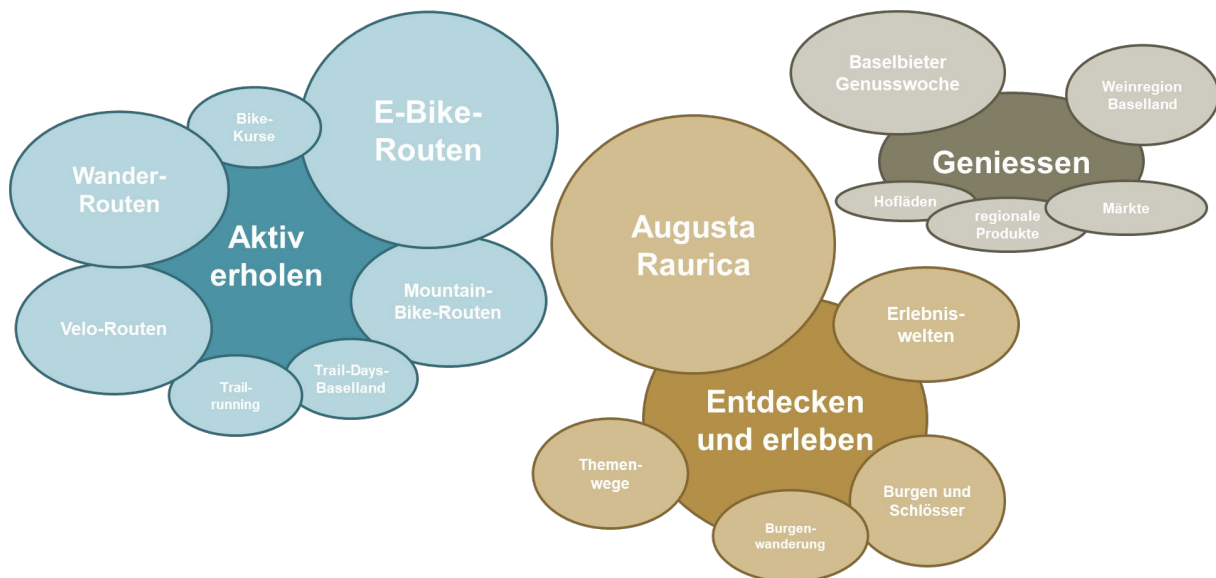 Bike-
Kurse
E-Bike-
Routen
Wander-
Routen
Aktiv
erholen
Velo-Routen
Mountain-
Bike-Routen
Trail-
running
Trail-Days-
Baselland
Augusta
Raurica
Erlebnis-
welten
Entdecken
und erleben
Themen-
wege
Burgen-
wanderung
Burgen und
Schlösser
Baselbieter
Genusswoche
Weinregion
Baselland
Geniessen
Hofläden
regionale
Produkte
Märkte